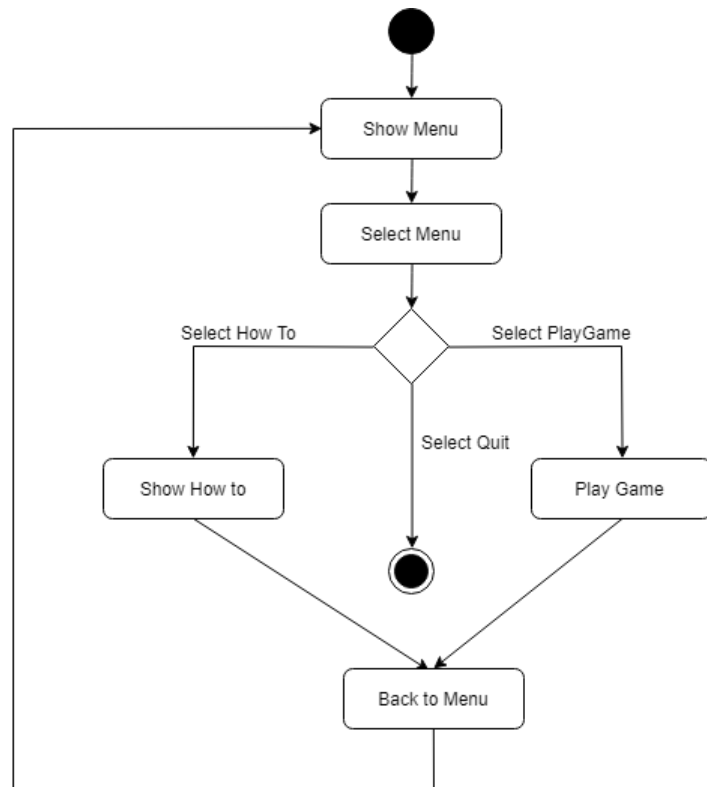 Show Menu
Select Menu
Select How To
Select PlayGame
Select Quit
Show How to
Play Game
Back to Menu